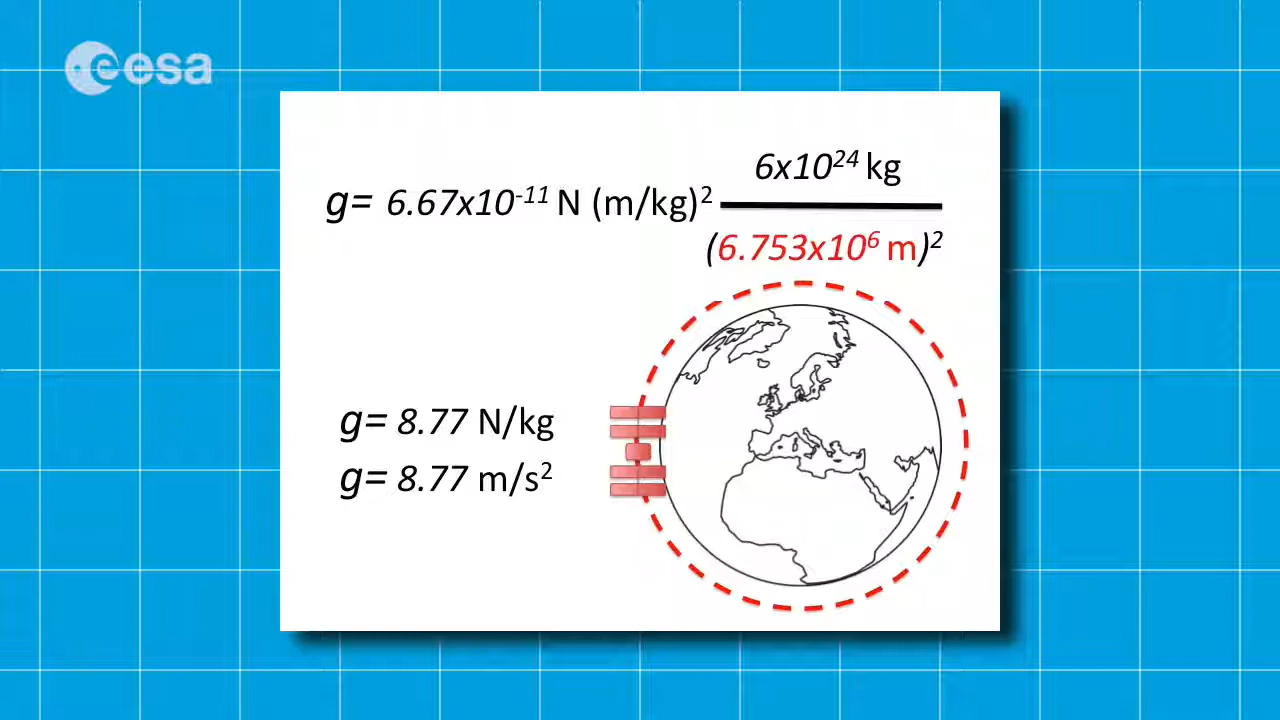 esa
g= 6.67x10⁻¹¹ N (m/kg)² 6x10²⁴ kg
(6.753x10⁶ m)²
g= 8.77 N/kg
g= 8.77 m/s²